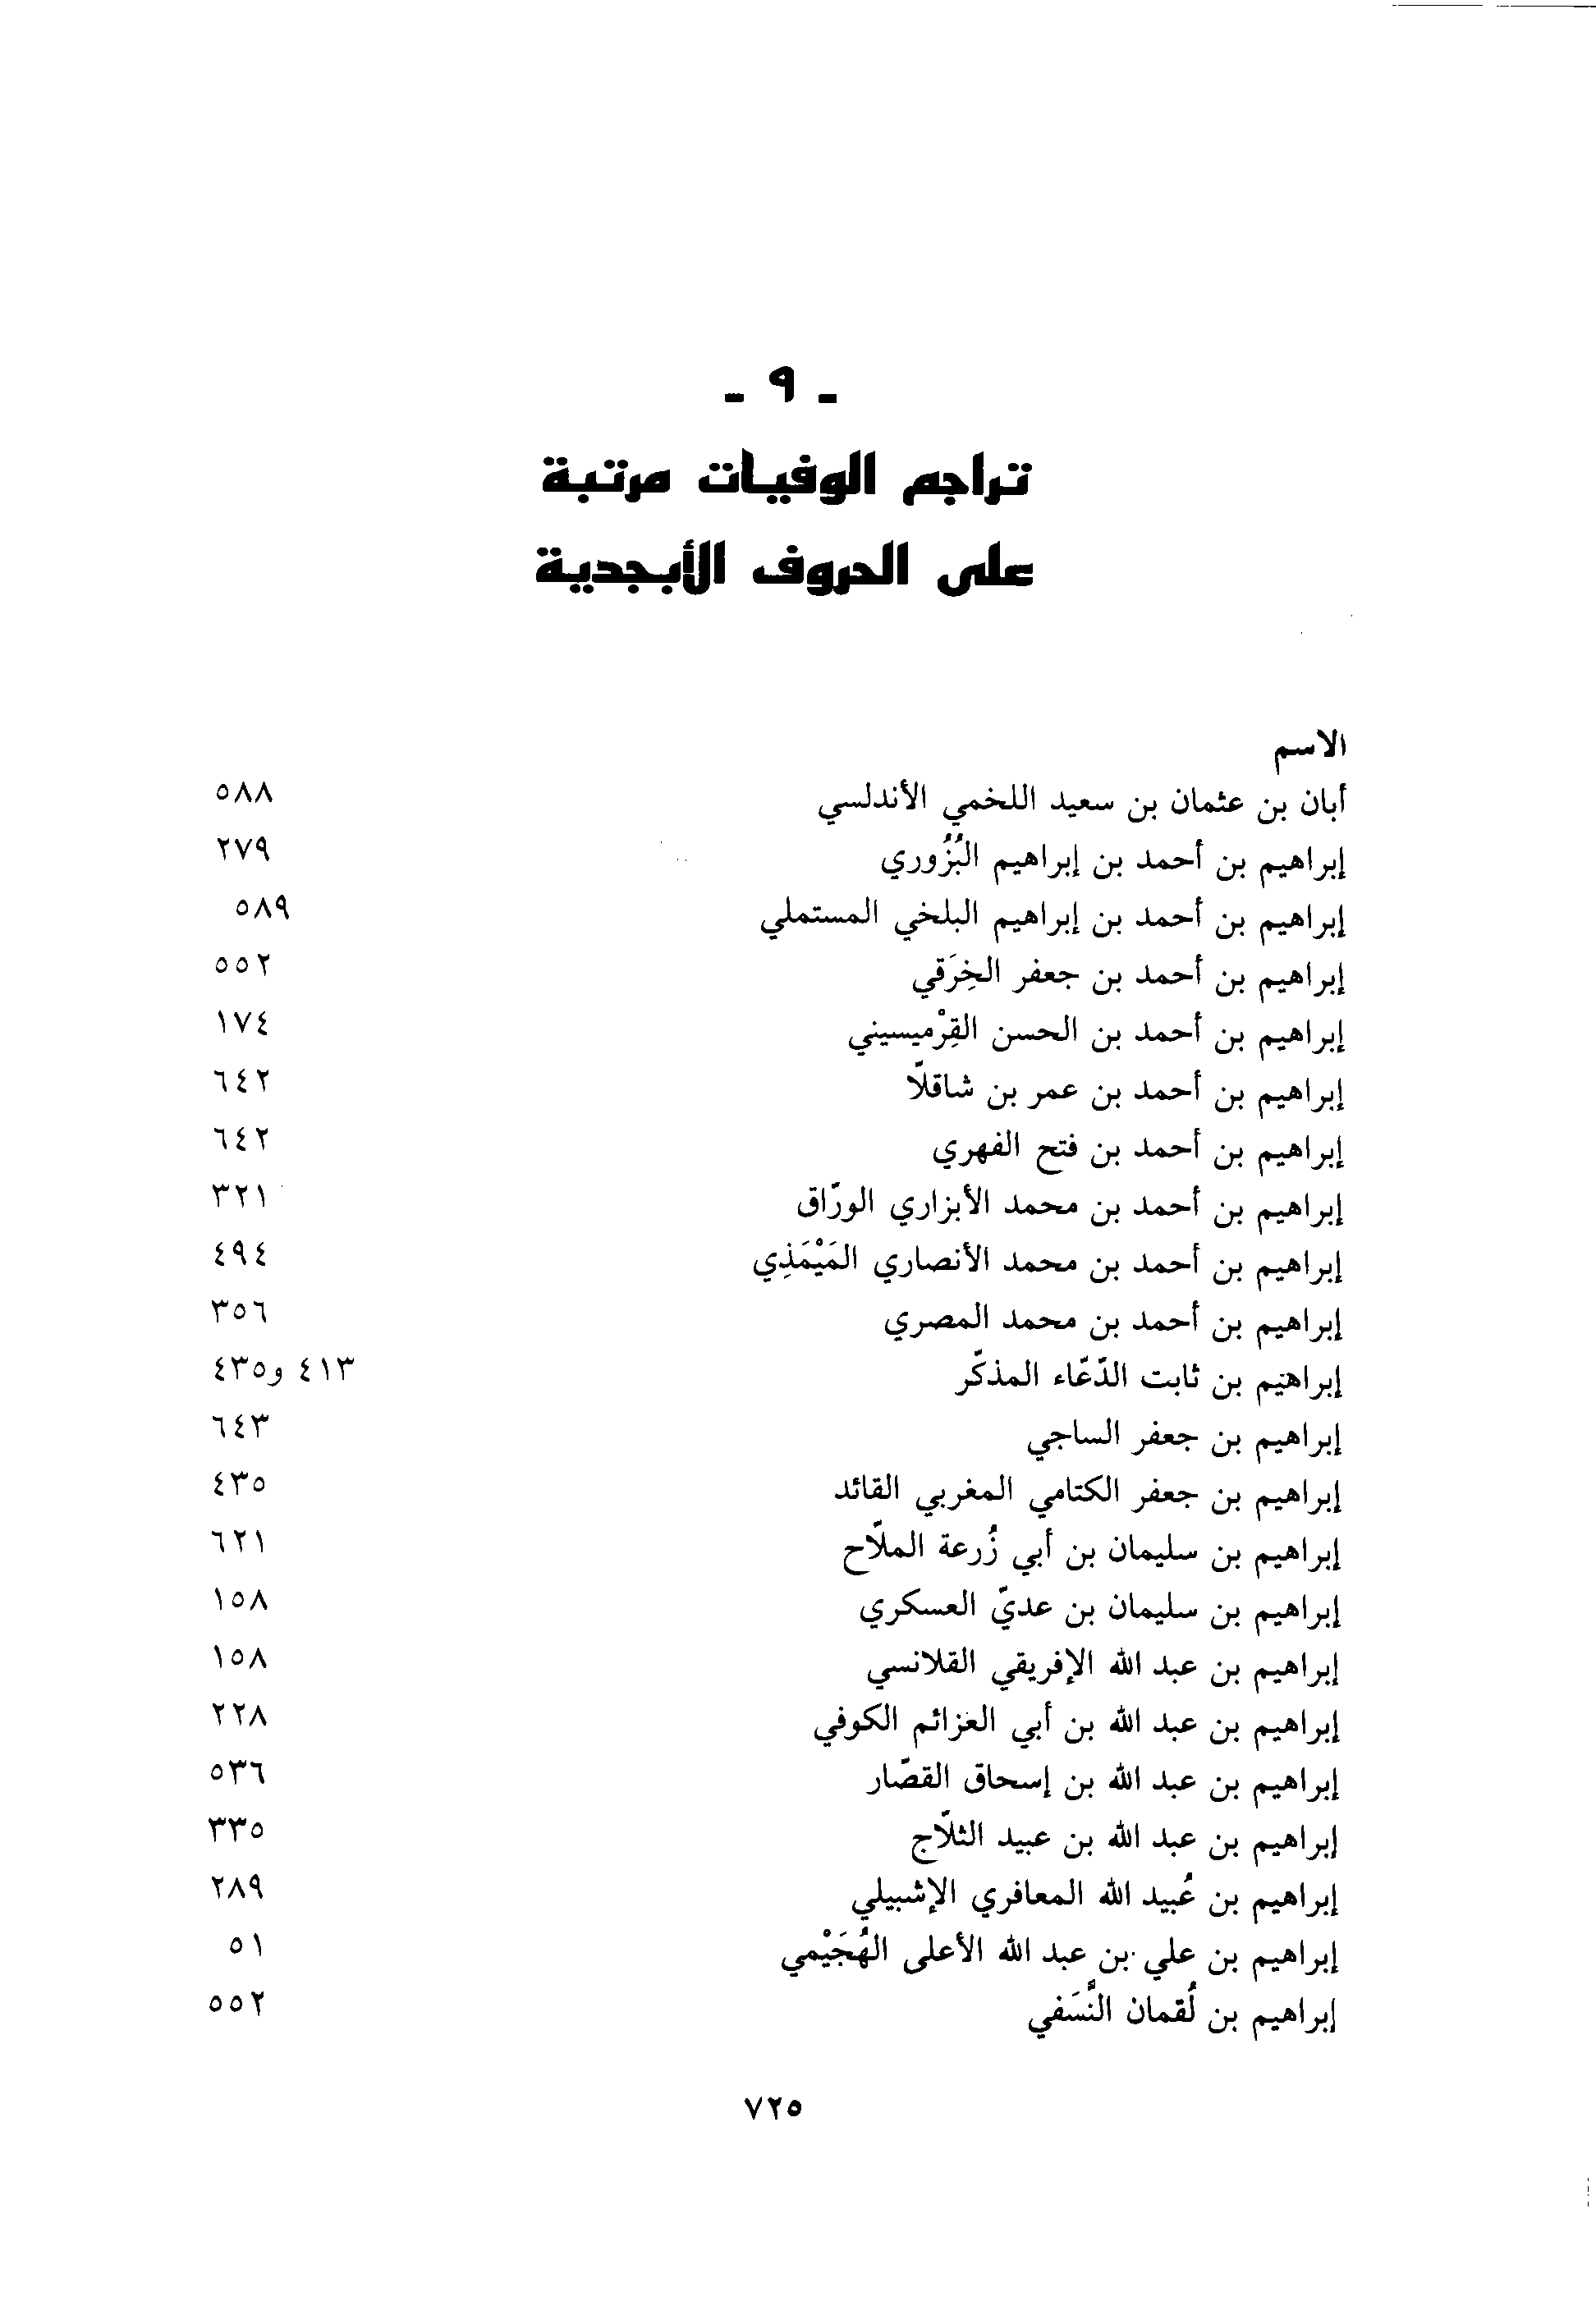 - ٩ -
تراجم الوفيات مرتبة
على الحروف الأبجدية
الاسم
أبان بن عثمان بن سعيد اللخمي الأندلسي ٥٨٨
إبراهيم بن أحمد بن إبراهيم البُزُوري ٢٧٩
إبراهيم بن أحمد بن إبراهيم البلخي المستملي ٥٨٩
إبراهيم بن أحمد بن جعفر الخِرَقي ٥٥٢
إبراهيم بن أحمد بن الحسن القِرْميسيني ١٧٤
إبراهيم بن أحمد بن عمر بن شاقلّا ٦٤٢
إبراهيم بن أحمد بن فتح الفهري ٦٤٢
إبراهيم بن أحمد بن محمد الأبزاري الورّاق ٣٢١
إبراهيم بن أحمد بن محمد الأنصاري المَيْمَذِي ٤٩٤
إبراهيم بن أحمد بن محمد المصري ٣٥٦
إبراهيم بن ثابت الدّعّاء المذكّر ٤١٣ و٤٣٥
إبراهيم بن جعفر الساجي ٦٤٣
إبراهيم بن جعفر الكتامي المغربي القائد ٤٣٥
إبراهيم بن سليمان بن أبي زُرعة الملّاح ٦٢١
إبراهيم بن سليمان بن عديّ العسكري ١٥٨
إبراهيم بن عبد الله الإفريقي القلانسي ١٥٨
إبراهيم بن عبد الله بن أبي العزائم الكوفي ٢٢٨
إبراهيم بن عبد الله بن إسحاق القصّار ٥٣٦
إبراهيم بن عبد الله بن عبيد الثلّاج ٣٣٥
إبراهيم بن عُبيد الله المعافري الإشبيلي ٢٨٩
إبراهيم بن علي بن عبد الله الأعلى الهُجَيْمي ٥١
إبراهيم بن لُقمان النَّسَفي ٥٥٢
٧٢٥